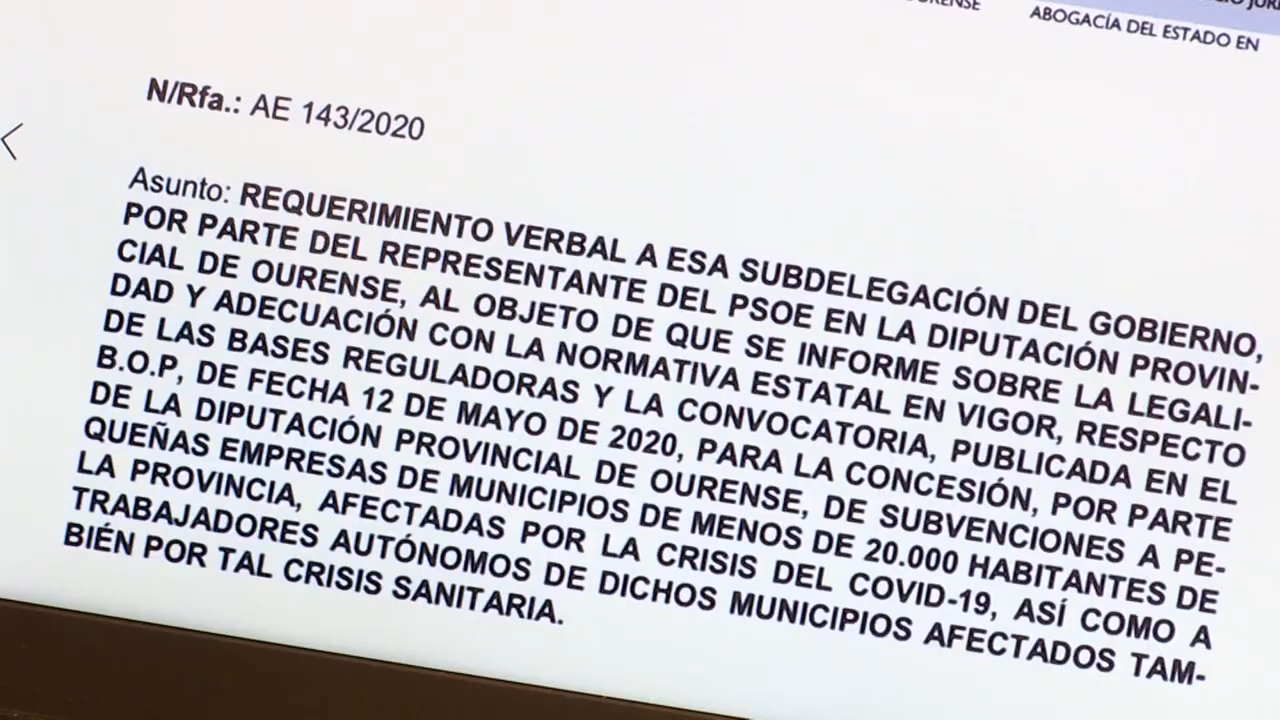 OURENSE
ABOGACÍA DEL ESTADO EN
N/Rfa.: AE 143/2020
Asunto: REQUERIMIENTO VERBAL A ESA SUBDELEGACIÓN DEL GOBIERNO,
POR PARTE DEL REPRESENTANTE DEL PSOE EN LA DIPUTACIÓN PROVIN-
CIAL DE OURENSE, AL OBJETO DE QUE SE INFORME SOBRE LA LEGALI-
DAD Y ADECUACIÓN CON LA NORMATIVA ESTATAL EN VIGOR, RESPECTO
DE LAS BASES REGULADORAS Y LA CONVOCATORIA, PUBLICADA EN EL
B.O.P, DE FECHA 12 DE MAYO DE 2020, PARA LA CONCESIÓN, POR PARTE
DE LA DIPUTACIÓN PROVINCIAL DE OURENSE, DE SUBVENCIONES A PE-
QUEÑAS EMPRESAS DE MUNICIPIOS DE MENOS DE 20.000 HABITANTES DE
LA PROVINCIA, AFECTADAS POR LA CRISIS DEL COVID-19, ASÍ COMO A
TRABAJADORES AUTÓNOMOS DE DICHOS MUNICIPIOS AFECTADOS TAM-
BIÉN POR TAL CRISIS SANITARIA.